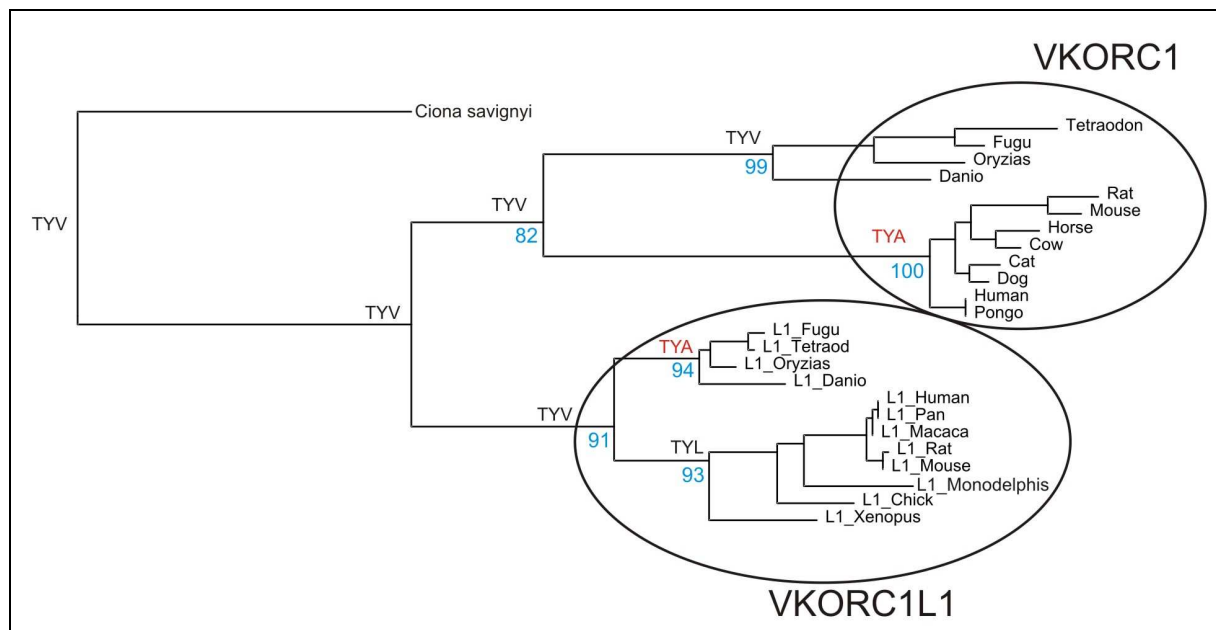 VKORC1
Ciona savignyi
Tetraodon
TYV
Fugu
Oryzias
99
Danio
Rat
TYV
TYV
Mouse
82
TYA
Horse
Cow
100
Cat
Dog
Human
TYV
Pongo
L1_Fugu
TYA
L1_Tetraod
94
L1_Oryzias
L1_Danio
L1_Human
TYV
L1_Pan
91
L1_Macaca
TYL
L1_Rat
93
L1_Mouse
L1_Monodelphis
L1_Chick
L1_Xenopus
VKORC1L1